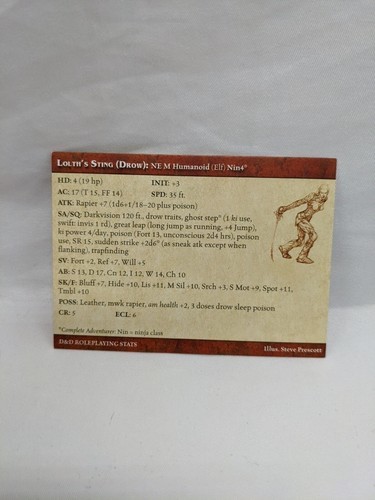 Lolth's Sting (Drow): NE M Humanoid (Elf) Nin4*
HD: 4 (19 hp) INIT: +3
AC: 17 (T 15, FF 14) SPD: 35 ft.
ATK: Rapier +7 (1d6+1/18–20 plus poison)
SA/SQ: Darkvision 120 ft., drow traits, ghost step* (1 ki use,
swift: invis 1 rd), great leap (long jump as running, +4 Jump),
ki power 4/day, poison (Fort 13, unconscious 2d4 hrs), poison
use, SR 15, sudden strike +2d6* (as sneak atk except when
flanking), trapfinding
SV: Fort +2, Ref +7, Will +5
AB: S 13, D 17, Cn 12, I 12, W 14, Ch 10
SK/F: Bluff +7, Hide +10, Lis +11, M Sil +10, Srch +3, S Mot +9, Spot +11,
Tmbl +10
POSS: Leather, mwk rapier, am health +2, 3 doses drow sleep poison
CR: 5 ECL: 6
*Complete Adventurer: Nin = ninja class
D&D ROLEPLAYING STATS Illus. Steve Prescott